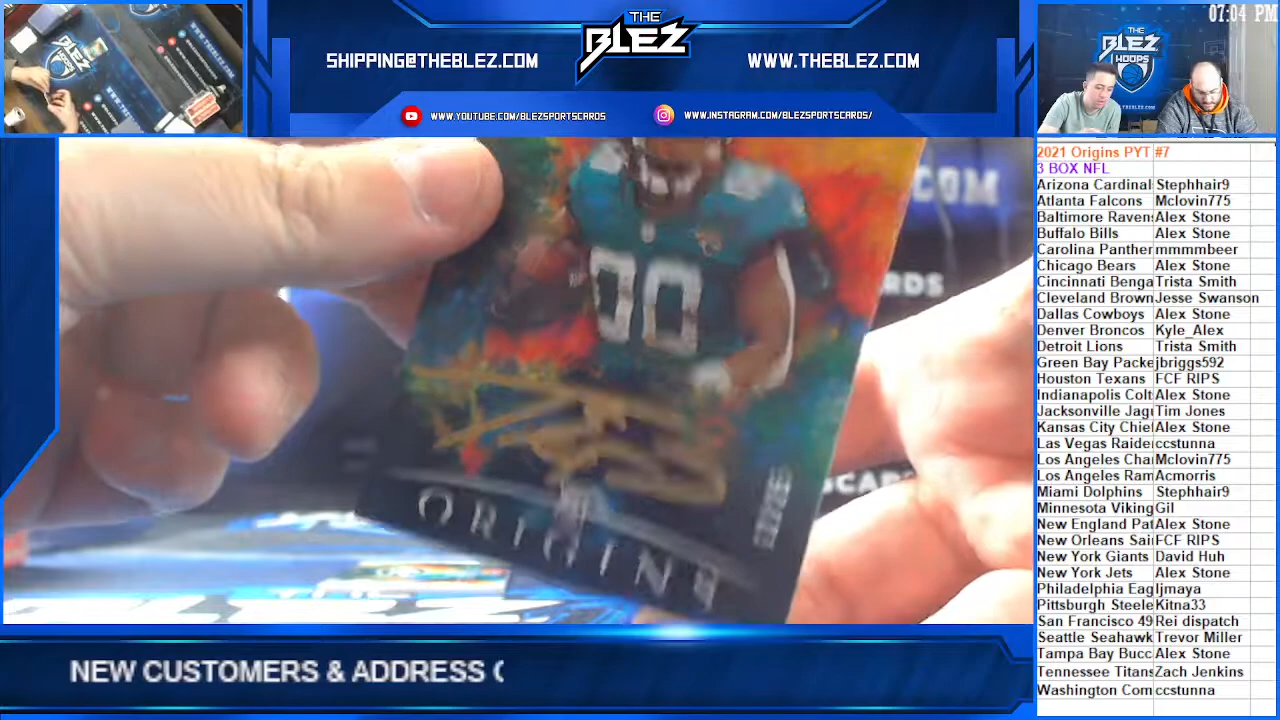 07:04 PM
THE
BLEZ
SHIPPING@THEBLEZ.COM
WWW.THEBLEZ.COM
WWW.YOUTUBE.COM/BLEZSPORTSCARDS
WWW.INSTAGRAM.COM/BLEZSPORTSCARDS/
THE
BLEZ
HOOPS
2021 Origins PYT #7
3 BOX NFL
Arizona Cardinal Stephhair9
Atlanta Falcons Mclovin775
Baltimore Raven Alex Stone
Buffalo Bills Alex Stone
Carolina Panther mmmmbeer
Chicago Bears Alex Stone
Cincinnati Benga Trista Smith
Cleveland Brown Jesse Swanson
Dallas Cowboys Alex Stone
Denver Broncos Kyle_Alex
Detroit Lions Trista Smith
Green Bay Packe jbriggs592
Houston Texans FCF RIPS
Indianapolis Colt Alex Stone
Jacksonville Jagu Tim Jones
Kansas City Chief Alex Stone
Las Vegas Raide ccstunna
Los Angeles Cha Mclovin775
Los Angeles Ram Acmorris
Miami Dolphins Stephhair9
Minnesota Viking Gil
New England Pat Alex Stone
New Orleans Sai FCF RIPS
New York Giants David Huh
New York Jets Alex Stone
Philadelphia Eag ljmaya
Pittsburgh Steele Kitna33
San Francisco 49 Rei dispatch
Seattle Seahawk Trevor Miller
Tampa Bay Bucc Alex Stone
Tennessee Titans Zach Jenkins
Washington Com ccstunna
COM
RDS
SCAR
00
ORIGINS
NEW CUSTOMERS & ADDRESS